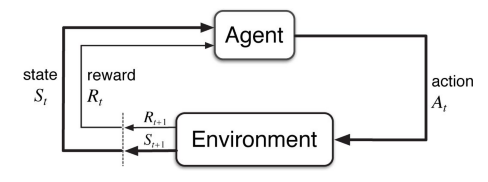 Agent
state
S_t
reward
R_t
action
A_t
R_{t+1}
S_{t+1}
Environment